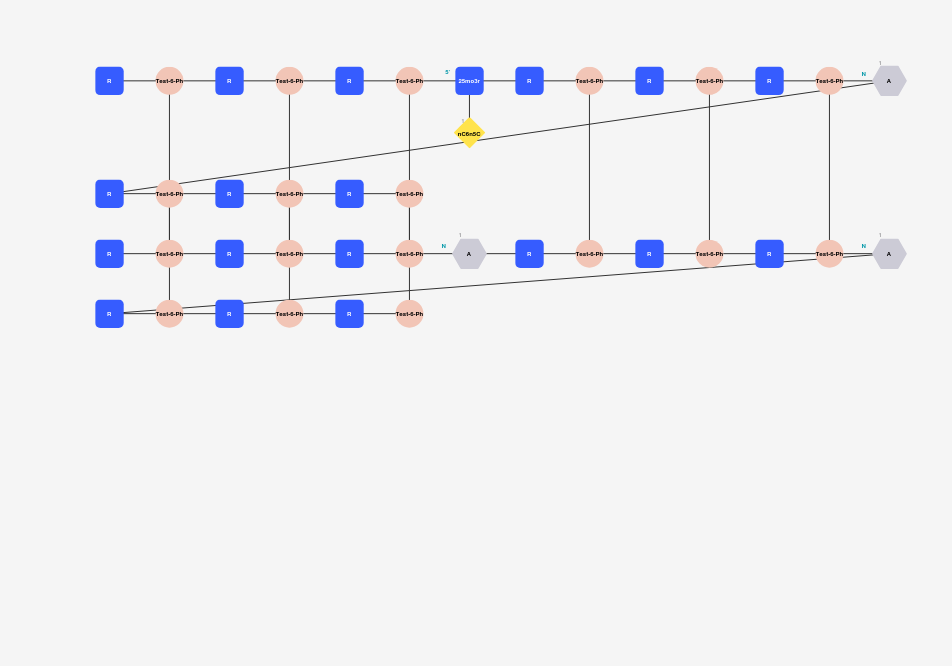 1
R Test-6-Ph R Test-6-Ph R Test-6-Ph 5' 25mo3r R Test-6-Ph R Test-6-Ph R Test-6-Ph N A
1
nC6n5C
R Test-6-Ph R Test-6-Ph R Test-6-Ph
1 1
R Test-6-Ph R Test-6-Ph R Test-6-Ph N A R Test-6-Ph R Test-6-Ph R Test-6-Ph N A
R Test-6-Ph R Test-6-Ph R Test-6-Ph